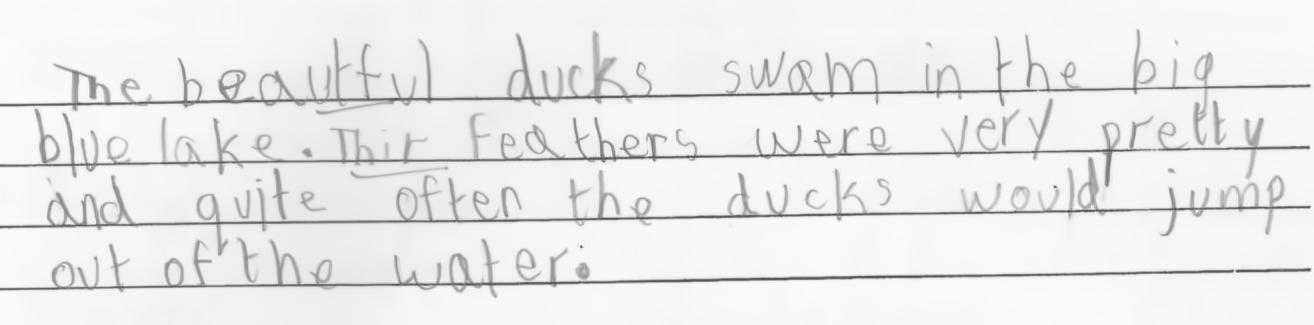 The beautful ducks swam in the big
blue lake. Thir feathers were very pretty
and quite often the ducks would jump
out of the water.